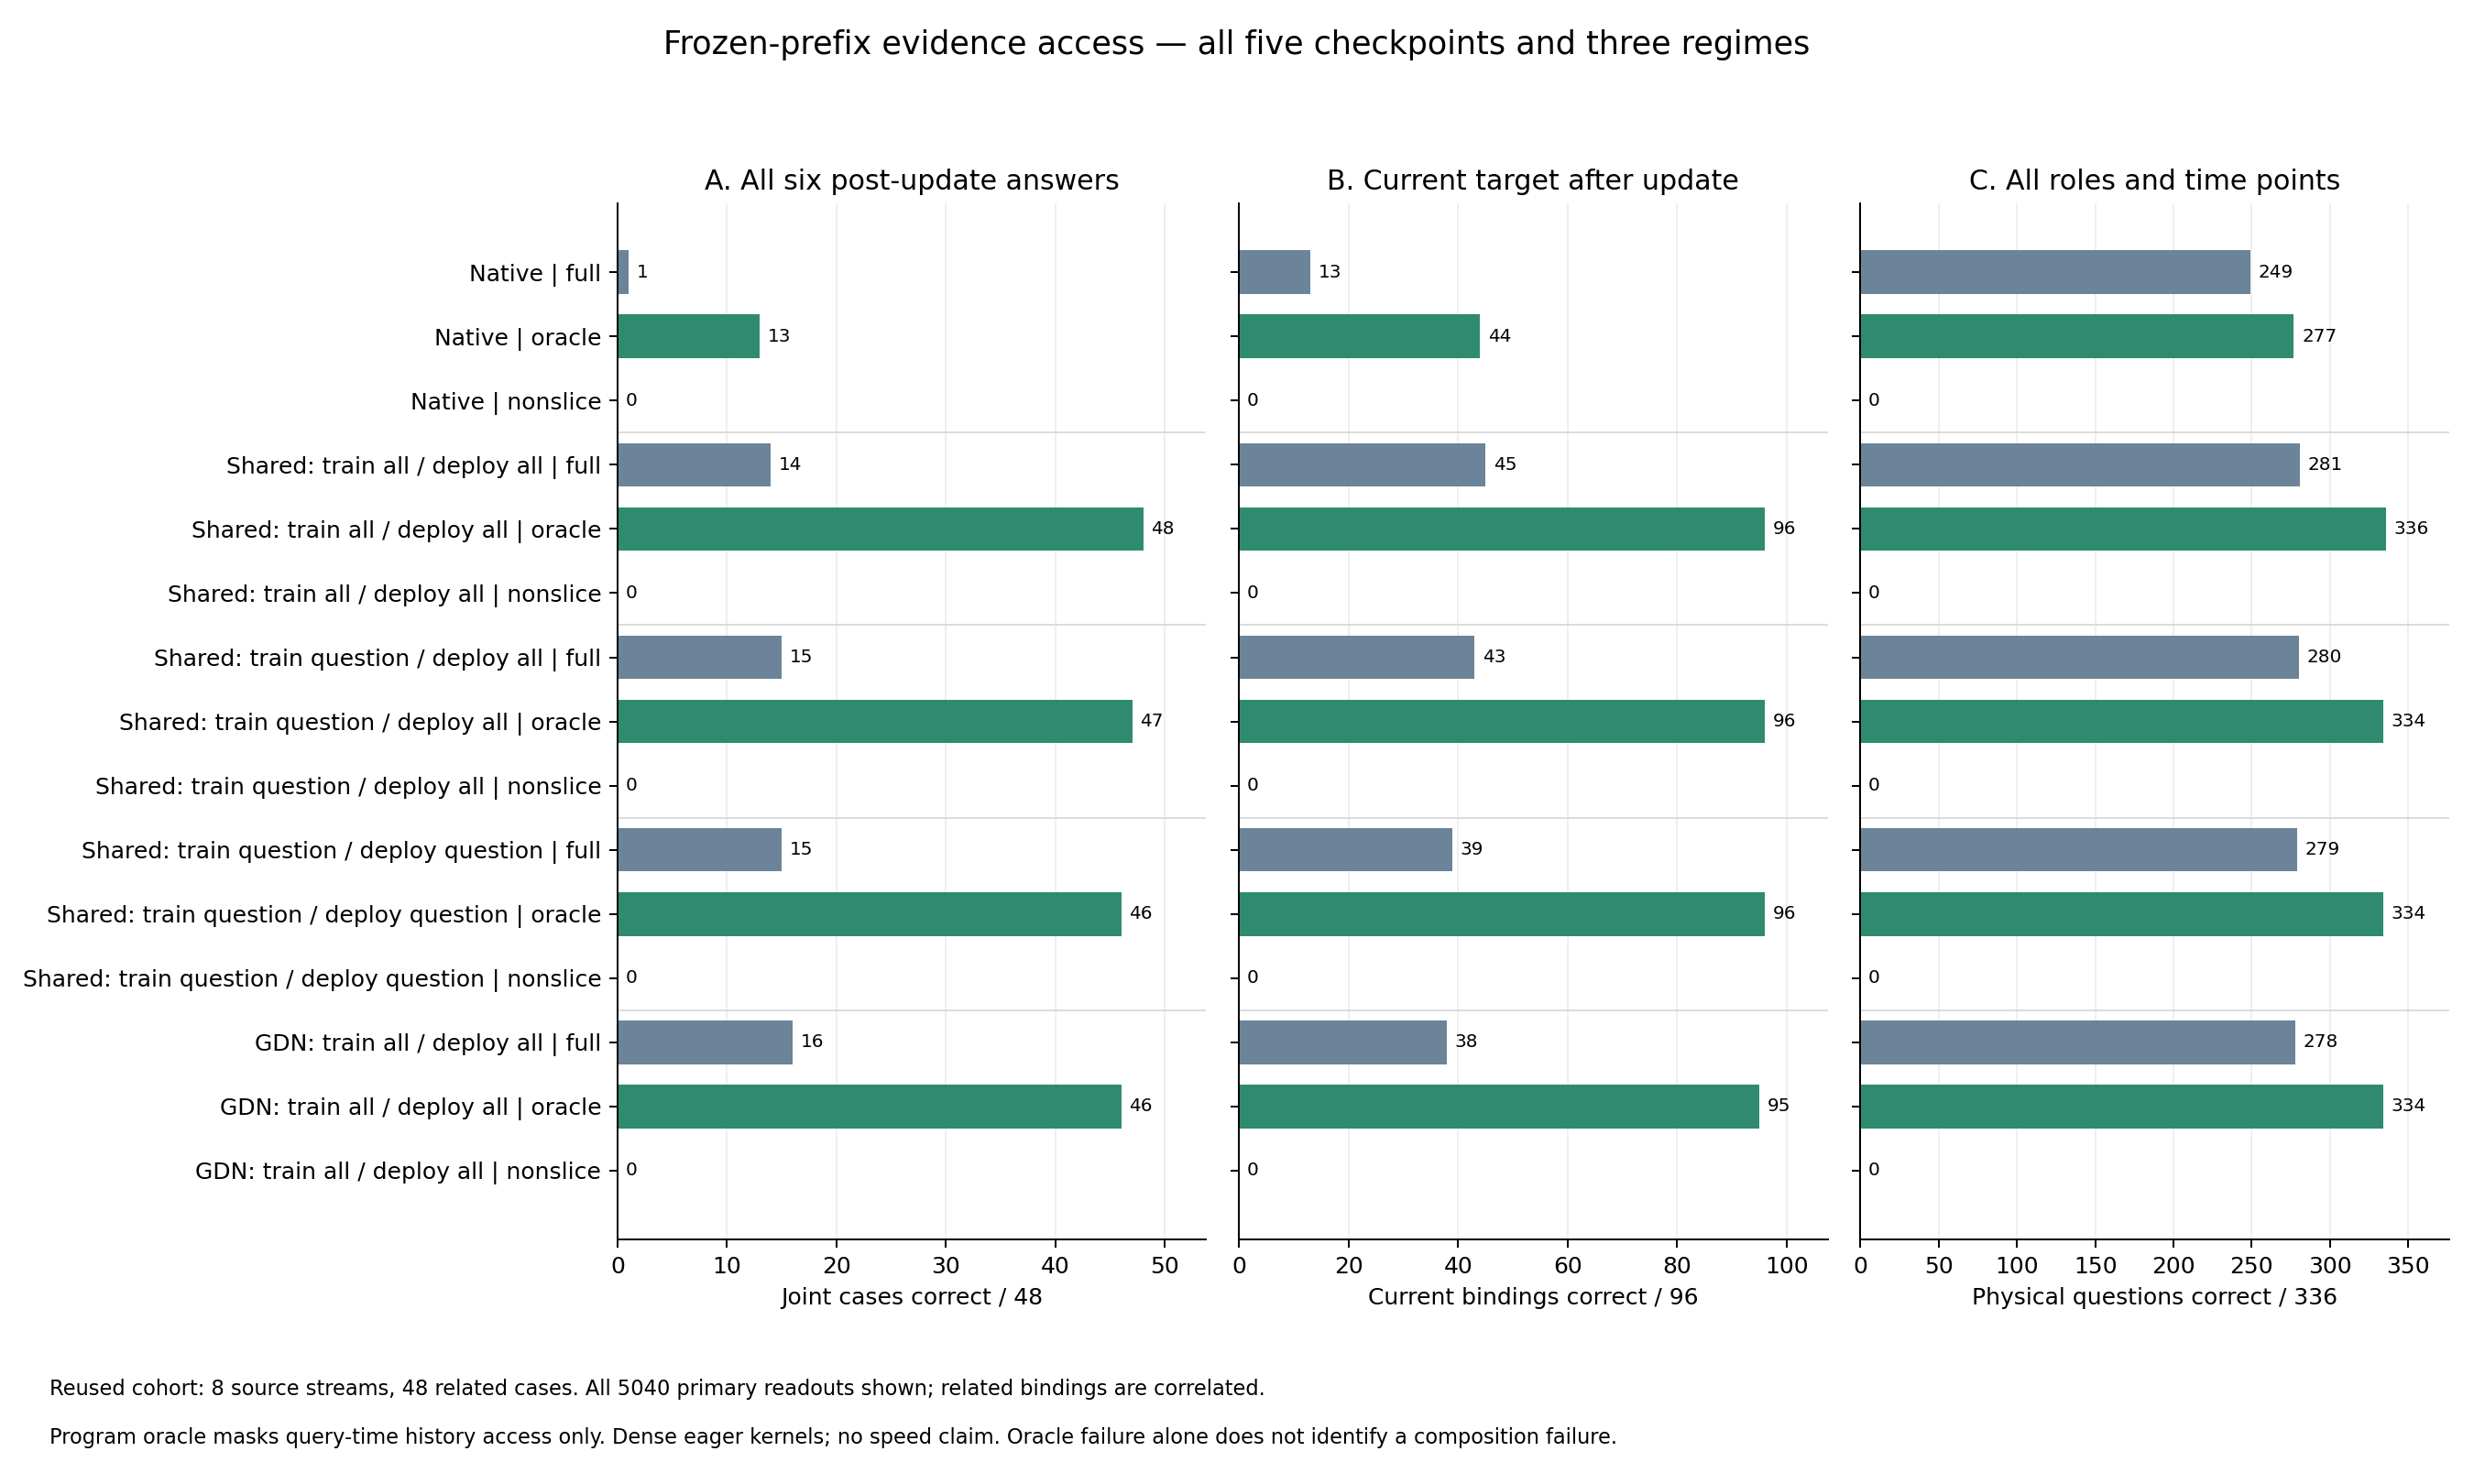 Frozen-prefix evidence access — all five checkpoints and three regimes
A. All six post-update answers
B. Current target after update
C. All roles and time points
Native | full 1 13 249
Native | oracle 13 44 277
Native | nonslice 0 0 0
Shared: train all / deploy all | full 14 45 281
Shared: train all / deploy all | oracle 48 96 336
Shared: train all / deploy all | nonslice 0 0 0
Shared: train question / deploy all | full 15 43 280
Shared: train question / deploy all | oracle 47 96 334
Shared: train question / deploy all | nonslice 0 0 0
Shared: train question / deploy question | full 15 39 279
Shared: train question / deploy question | oracle 46 96 334
Shared: train question / deploy question | nonslice 0 0 0
GDN: train all / deploy all | full 16 38 278
GDN: train all / deploy all | oracle 46 95 334
GDN: train all / deploy all | nonslice 0 0 0
0 10 20 30 40 50
0 20 40 60 80 100
0 50 100 150 200 250 300 350
Joint cases correct / 48
Current bindings correct / 96
Physical questions correct / 336
Reused cohort: 8 source streams, 48 related cases. All 5040 primary readouts shown; related bindings are correlated.
Program oracle masks query-time history access only. Dense eager kernels; no speed claim. Oracle failure alone does not identify a composition failure.